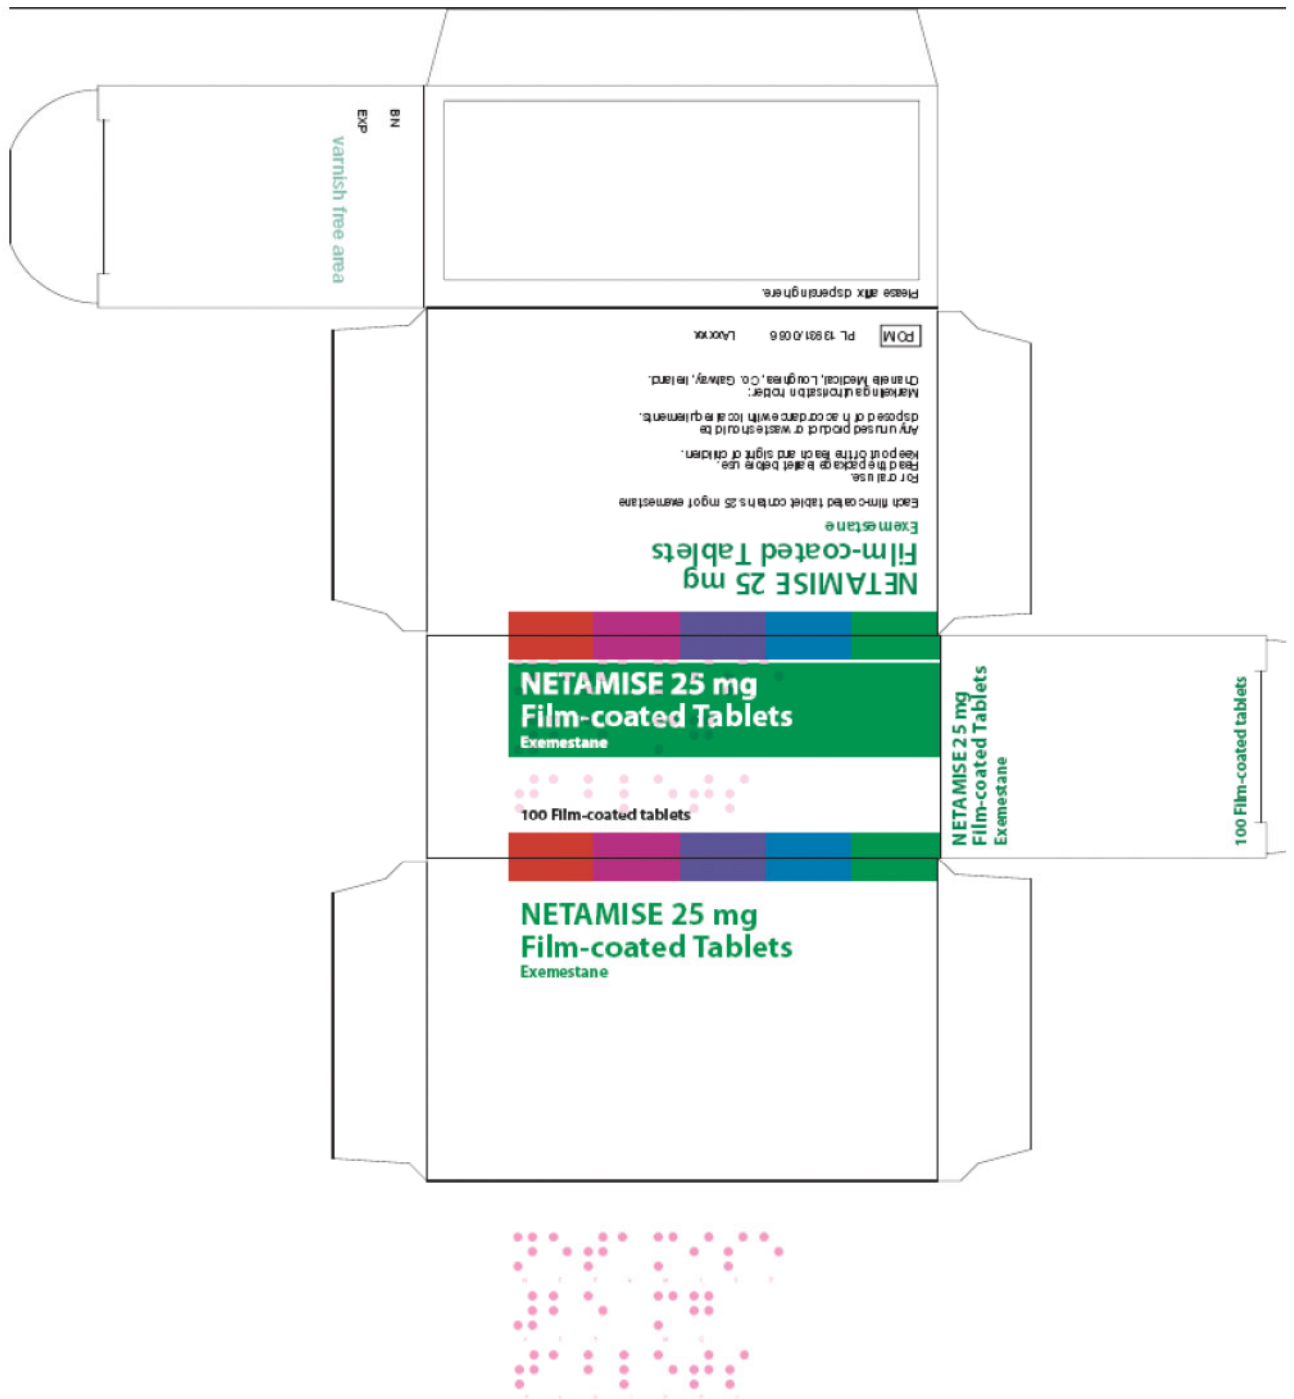 BN
EXP
varnish free area
Please affix dispensing here.
POM PL 13931/0086 LAxxrxx
Marketing authorisation holder:
Chanelle Medical, Loughrea, Co. Galway, Ireland.
Any unused product or waste should be
disposed of in accordance with local requirements.
For oral use.
Read the package leaflet before use.
Keep out of the reach and sight of children.
Each film-coated tablet contains 25 mg of exemestane
NETAMISE 25 mg
Film-coated Tablets
Exemestane
NETAMISE 25 mg
Film-coated Tablets
Exemestane
100 Film-coated tablets
NETAMISE 25 mg
Film-coated Tablets
Exemestane
100 Film-coated tablets
NETAMISE 25 mg
Film-coated Tablets
Exemestane